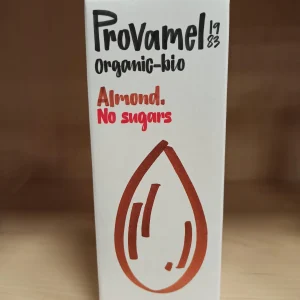 Provamel 19
83
organic-bio
Almond.
No sugars